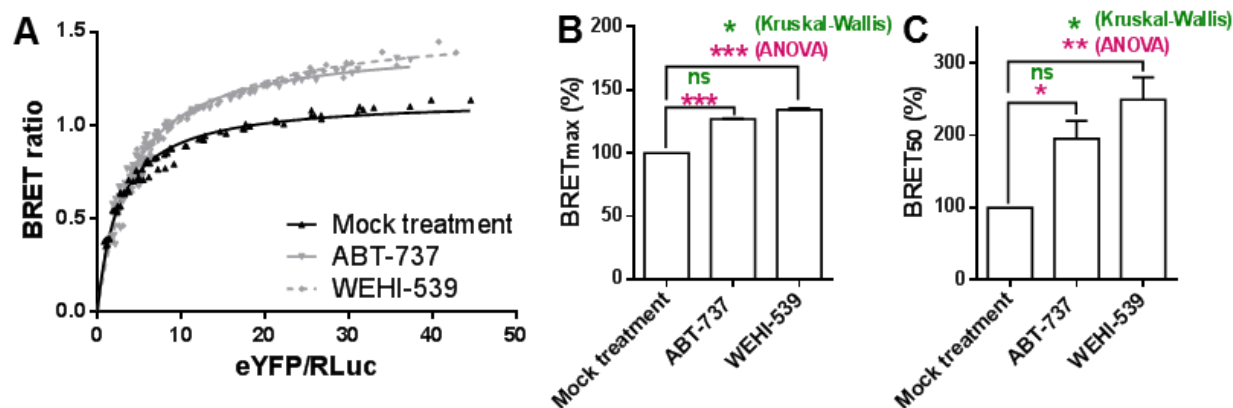 A
BRET ratio
1.5
1.0
0.5
0.0
0
10
20
30
40
50
eYFP/RLuc
Mock treatment
ABT-737
WEHI-539
B
BRETmax (%)
200
150
100
50
0
* (Kruskal-Wallis)
*** (ANOVA)
ns
***
Mock treatment
ABT-737
WEHI-539
C
BRET50 (%)
400
300
200
100
0
* (Kruskal-Wallis)
** (ANOVA)
ns
*
Mock treatment
ABT-737
WEHI-539